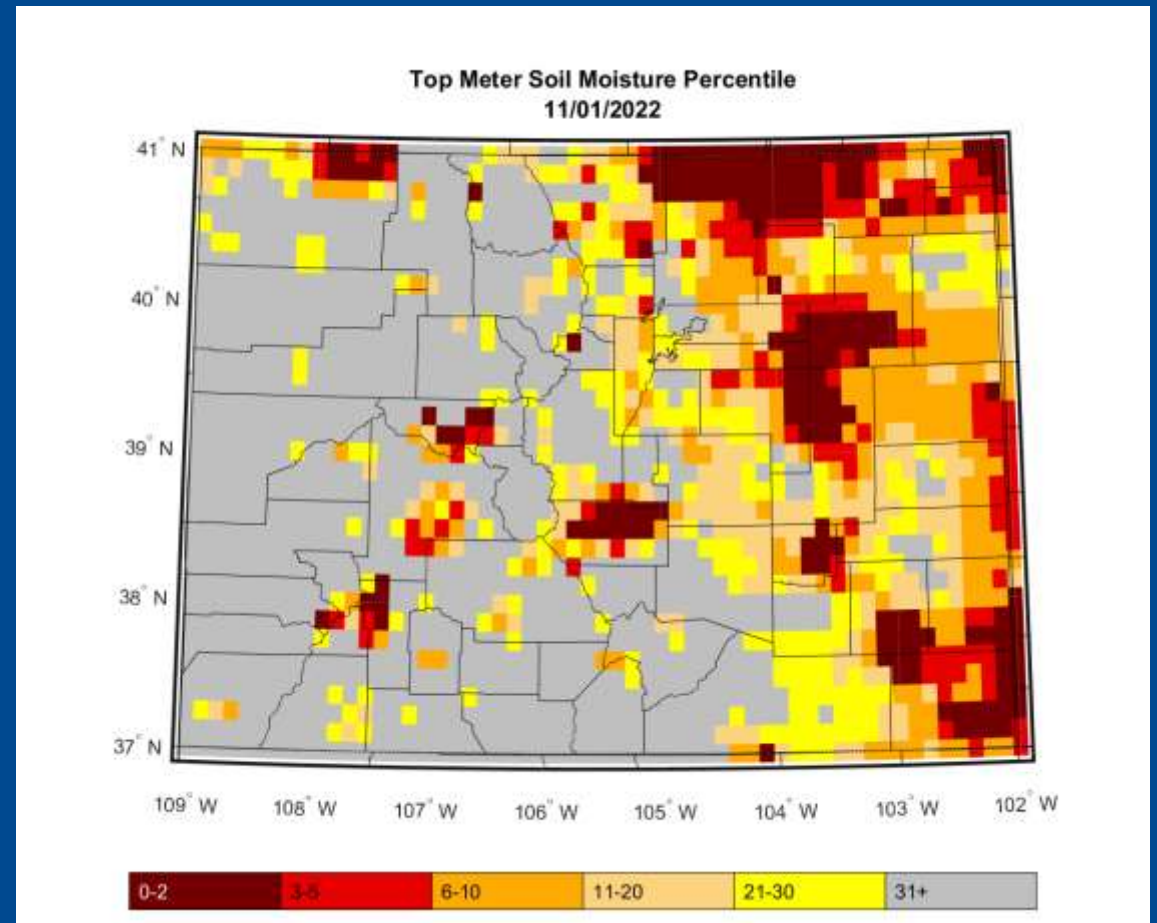 Top Meter Soil Moisture Percentile
11/01/2022
41° N
40° N
39° N
38° N
37° N
109° W 108° W 107° W 106° W 105° W 104° W 103° W 102° W
0-2 3-5 6-10 11-20 21-30 31+